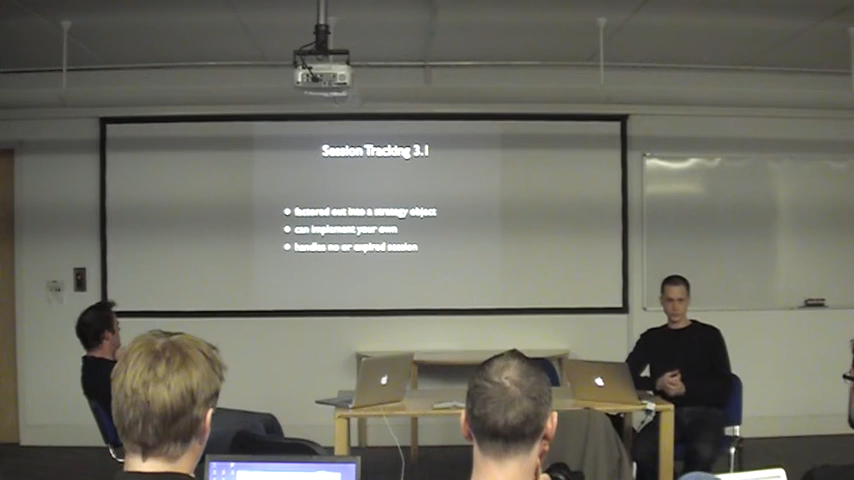 Session Tracking 3.1
factored out into a strategy object
can implement your own
handles no or expired session